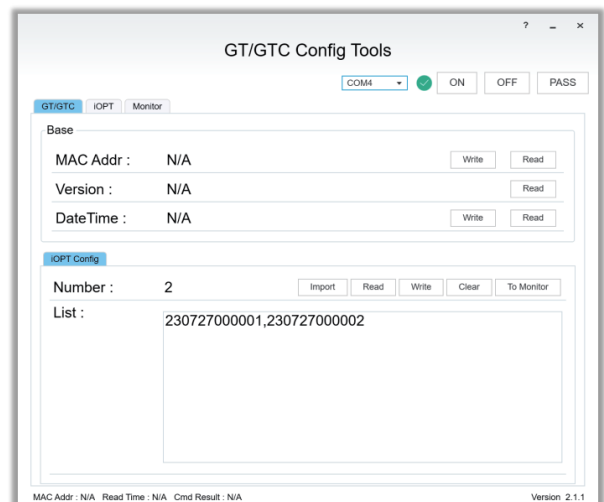 ? – ×
GT/GTC Config Tools
COM4 ON OFF PASS
GT/GTC iOPT Monitor
Base
MAC Addr : N/A Write Read
Version : N/A Read
DateTime : N/A Write Read
iOPT Config
Number : 2 Import Read Write Clear To Monitor
List :
230727000001,230727000002
MAC Addr : N/A Read Time : N/A Cmd Result : N/A Version 2.1.1